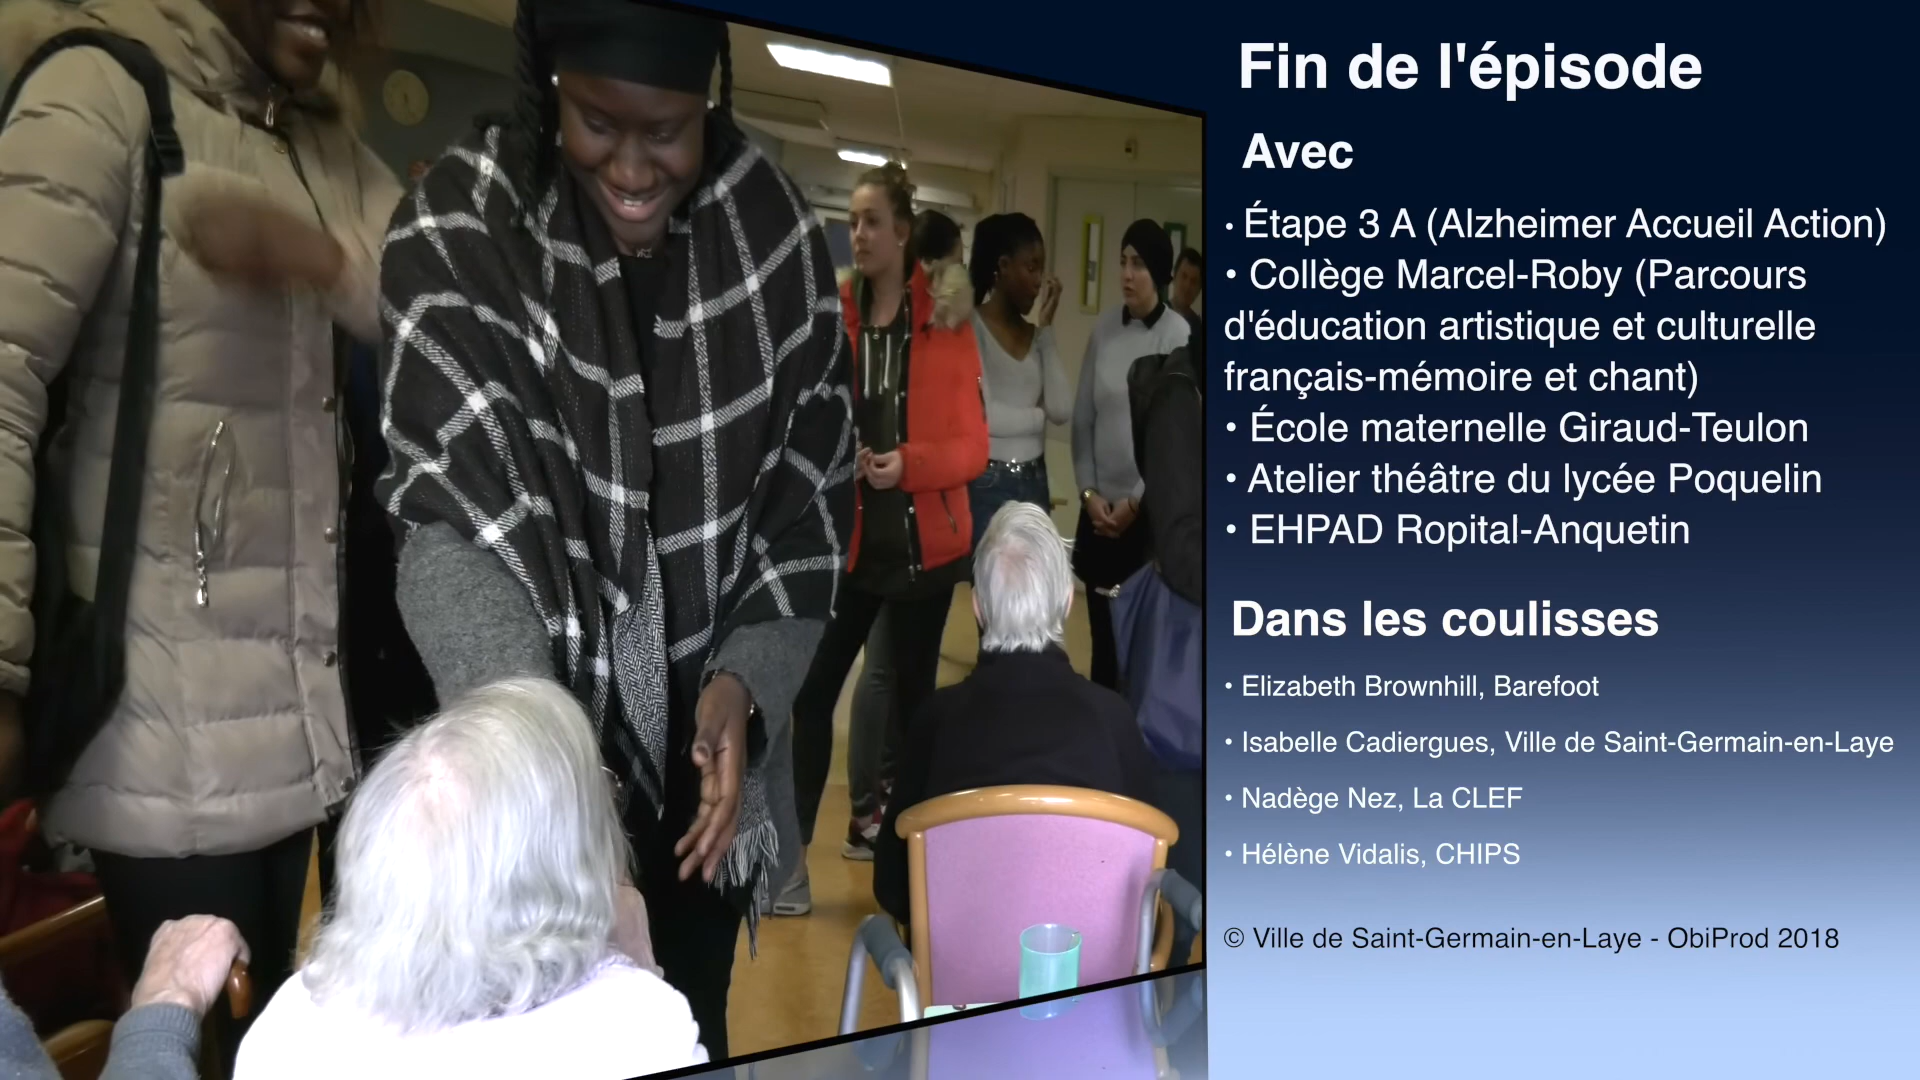 Fin de l'épisode
Avec
• Étape 3 A (Alzheimer Accueil Action)
• Collège Marcel-Roby (Parcours
d'éducation artistique et culturelle
français-mémoire et chant)
• École maternelle Giraud-Teulon
• Atelier théâtre du lycée Poquelin
• EHPAD Ropital-Anquetin
Dans les coulisses
• Elizabeth Brownhill, Barefoot
• Isabelle Cadiergues, Ville de Saint-Germain-en-Laye
• Nadège Nez, La CLEF
• Hélène Vidalis, CHIPS
© Ville de Saint-Germain-en-Laye - ObiProd 2018